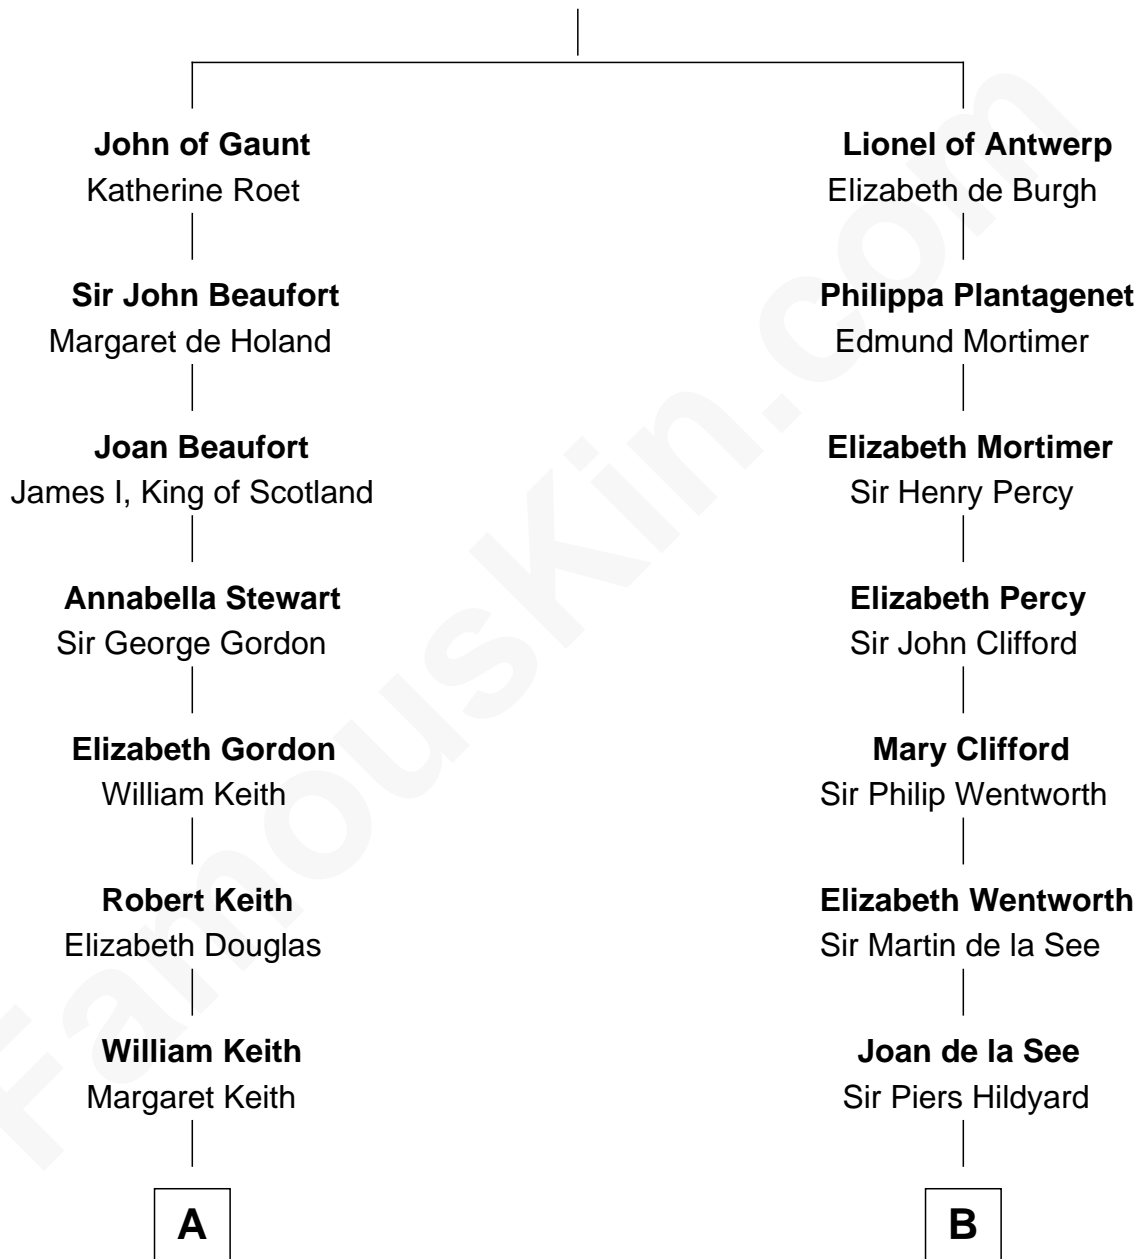 John of Gaunt
Katherine Roet
Sir John Beaufort
Margaret de Holand
Joan Beaufort
James I, King of Scotland
Annabella Stewart
Sir George Gordon
Elizabeth Gordon
William Keith
Robert Keith
Elizabeth Douglas
William Keith
Margaret Keith
A
Lionel of Antwerp
Elizabeth de Burgh
Philippa Plantagenet
Edmund Mortimer
Elizabeth Mortimer
Sir Henry Percy
Elizabeth Percy
Sir John Clifford
Mary Clifford
Sir Philip Wentworth
Elizabeth Wentworth
Sir Martin de la See
Joan de la See
Sir Piers Hildyard
B
FamousKin.com